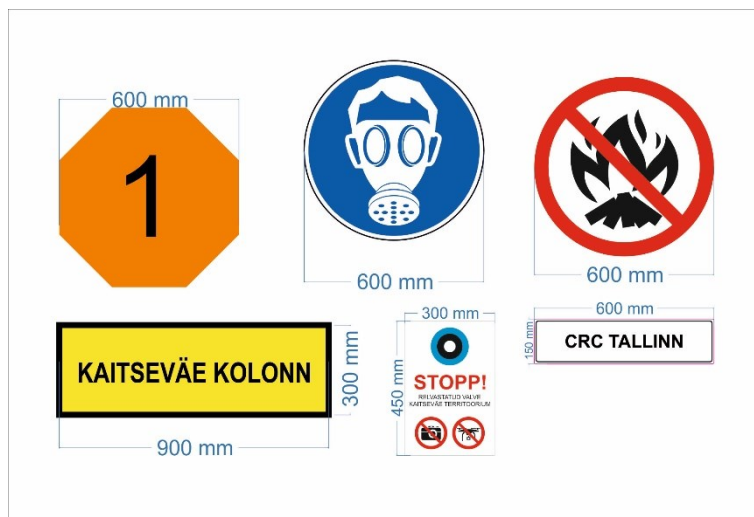 600 mm
1
600 mm
600 mm
KAITSEVÄE KOLONN
300 mm
900 mm
300 mm
450 mm
STOPP!
RELVASTATUD VALVE
KAITSEVÄE TERRITOORIUM
600 mm
150 mm
CRC TALLINN